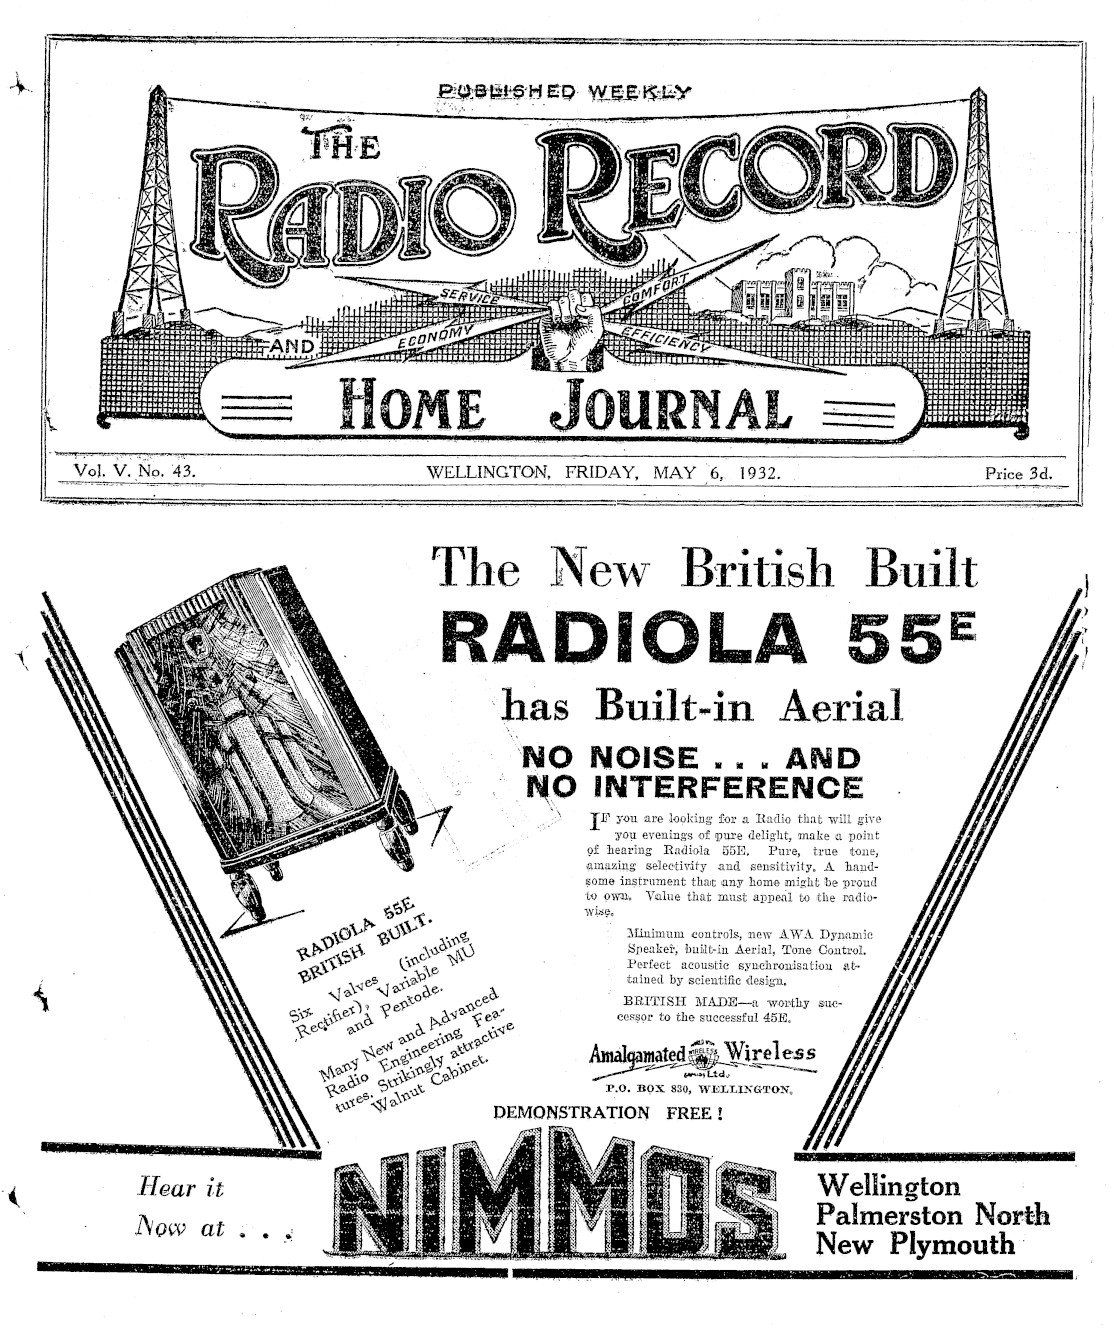 PUBLISHED WEEKLY
THE
RADIO RECORD
SERVICE
COMFORT
ECONOMY
EFFICIENCY
AND
HOME JOURNAL
Vol. V. No. 43.
WELLINGTON, FRIDAY, MAY 6, 1932.
Price 3d.
The New British Built
RADIOLA 55E
has Built-in Aerial
NO NOISE . . . AND
NO INTERFERENCE
IF you are looking for a Radio that will give
you evenings of pure delight, make a point
of hearing Radiola 55E. Pure, true tone,
amazing selectivity and sensitivity. A hand-
some instrument that any home might be proud
to own. Value that must appeal to the radio-
wise.
Minimum controls, new AWA Dynamic
Speaker, built-in Aerial, Tone Control.
Perfect acoustic synchronisation at-
tained by scientific design.
BRITISH MADE—a worthy suc-
cessor to the successful 45E.
RADIOLA 55E
BRITISH BUILT.
Six Valves (including
Rectifier), Variable MU
and Pentode.
Many New and Advanced
Radio Engineering Fea-
tures. Strikingly attractive
Walnut Cabinet.
Amalgamated Wireless
Ltd.
P.O. BOX 830, WELLINGTON.
DEMONSTRATION FREE!
Hear it
Now at . . .
NIMMOS
Wellington
Palmerston North
New Plymouth